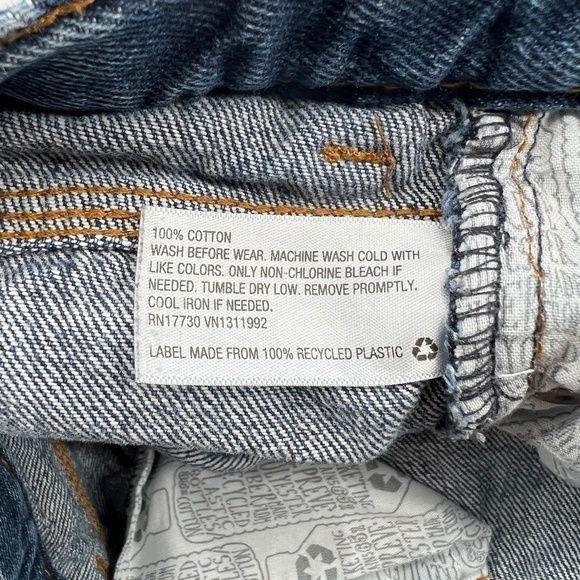 100% COTTON
WASH BEFORE WEAR. MACHINE WASH COLD WITH
LIKE COLORS. ONLY NON-CHLORINE BLEACH IF
NEEDED. TUMBLE DRY LOW. REMOVE PROMPTLY.
COOL IRON IF NEEDED.
RN17730 VN1311992
LABEL MADE FROM 100% RECYCLED PLASTIC